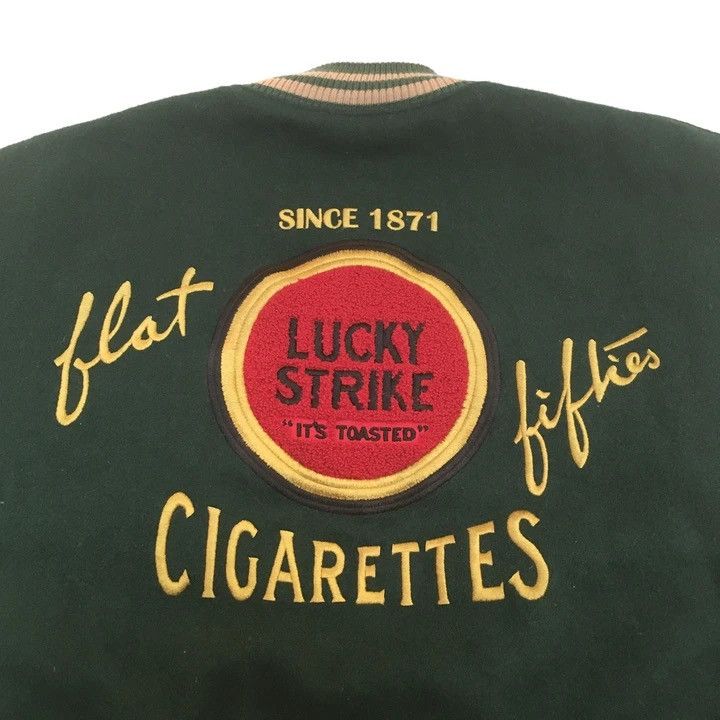 SINCE 1871
flat
LUCKY
STRIKE
"IT'S TOASTED"
fifties
CIGARETTES